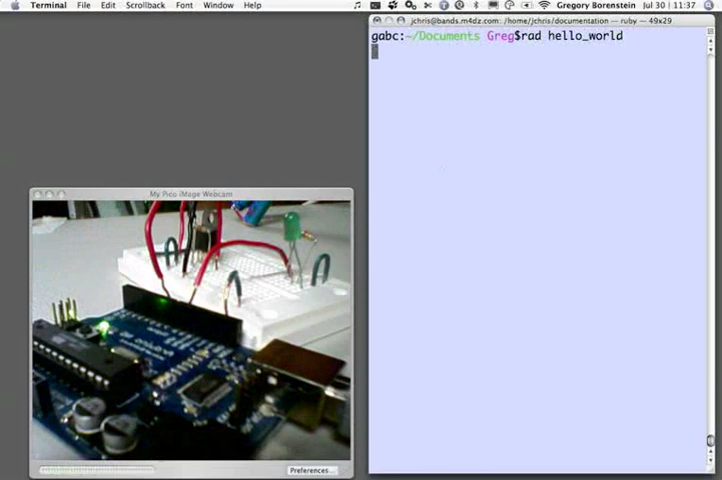 Terminal File Edit Scrollback Font Window Help
Gregory Borenstein Jul 30 11:37
jchris@bands.m4dz.com: /home/jchris/documentation — ruby — 49x29
gabc:~/Documents Greg$rad hello_world
My Pico iMage Webcam
Preferences...